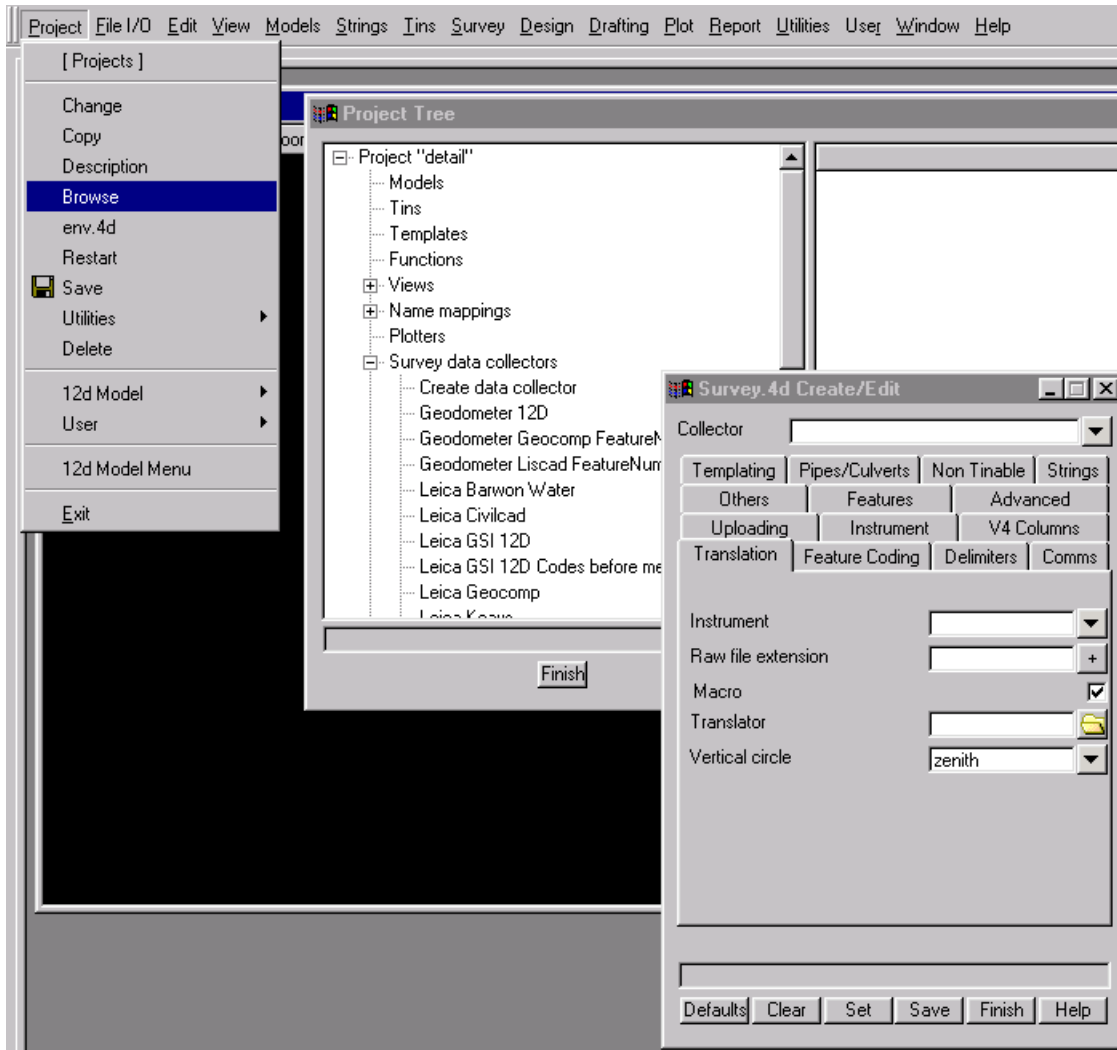 Project File I/O Edit View Models Strings Tins Survey Design Drafting Plot Report Utilities User Window Help
[ Projects ]
Change
Copy
Description
Browse
env.4d
Restart
Save
Utilities
Delete
12d Model
User
12d Model Menu
Exit
Project Tree
Project "detail"
Models
Tins
Templates
Functions
Views
Name mappings
Plotters
Survey data collectors
Create data collector
Geodometer 12D
Geodometer Geocomp FeatureN
Geodometer Liscad FeatureNum
Leica Barwon Water
Leica Civilcad
Leica GSI 12D
Leica GSI 12D Codes before me
Leica Geocomp
Finish
Survey.4d Create/Edit
Collector
Templating Pipes/Culverts Non Tinable Strings
Others Features Advanced
Uploading Instrument V4 Columns
Translation Feature Coding Delimiters Comms
Instrument
Raw file extension +
Macro
Translator
Vertical circle zenith
Defaults Clear Set Save Finish Help